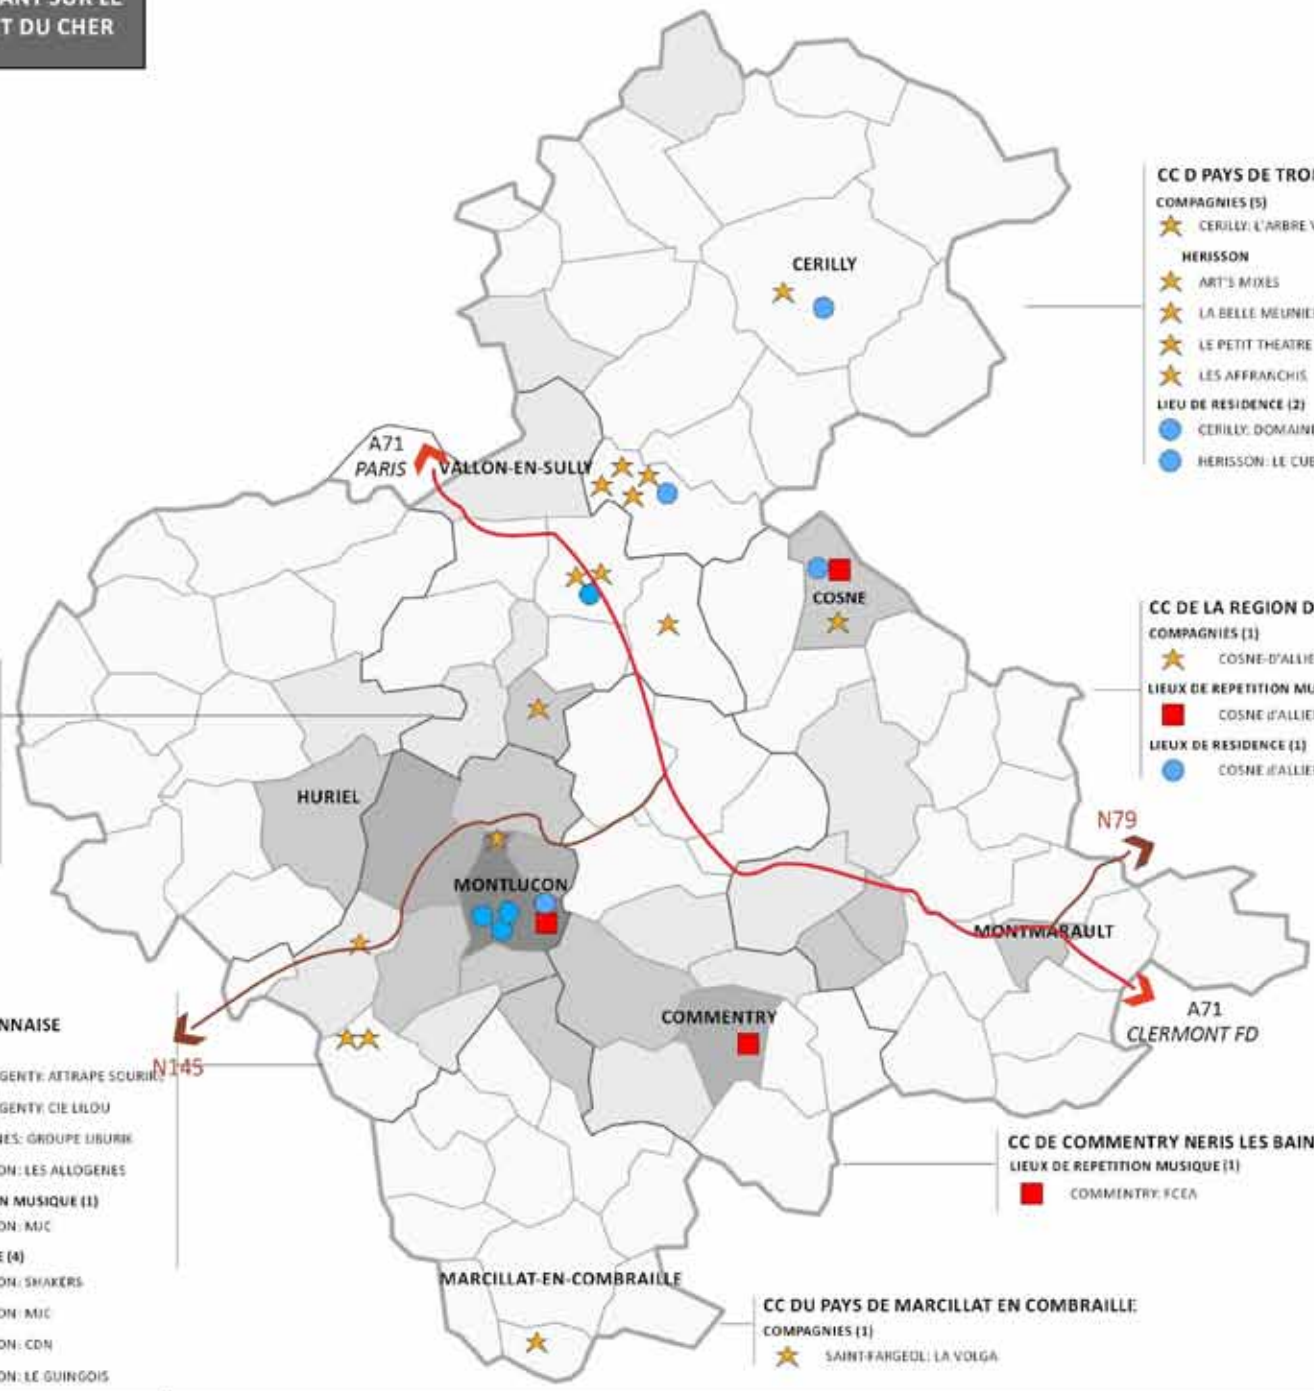 T DU CHER
CC D PAYS DE
COMPAGNIES (5)
CERILLY: L'ARBRE
HERISSON
ART'S MIXES
LA BELLE
LE PETIT THEATRE
LES AFFRANCHIS
LIEU DE RESIDENCE (2)
CERILLY:
HERISSON: LE
CERILLY
A71
PARIS
VALLON-EN-SULLY
COSNE
CC DE LA REGION D
COMPAGNIES (1)
COSNE-D'ALLIE
LIEUX DE REPETITION MU
COSNE d'ALLIE
LIEUX DE RESIDENCE (1)
COSNE d'ALLIE
HURIEL
N79
MONTLUCON
MONTMARAULT
COMMENTRY
A71
CLERMONT FD
N145
NNAISE
GENTY: ATTRAPE
GENTY: CIE LILOU
NES: GROUPE LIBURIK
ON: LES ALLOGENES
N MUSIQUE (1)
ON: MJC
E (4)
ON: SHAKERS
ON: MJC
ON: CDN
ON: LE GUINGOIS
CC DE COMMENTRY NERIS LES BAIN
LIEUX DE REPETITION MUSIQUE (1)
COMMENTRY: FCEA
MARCILLAT-EN-COMBRAILLE
CC DU PAYS DE MARCILLAT EN COMBRAILLE
COMPAGNIES (1)
SAINT-FARGEOL: LA VOLGA